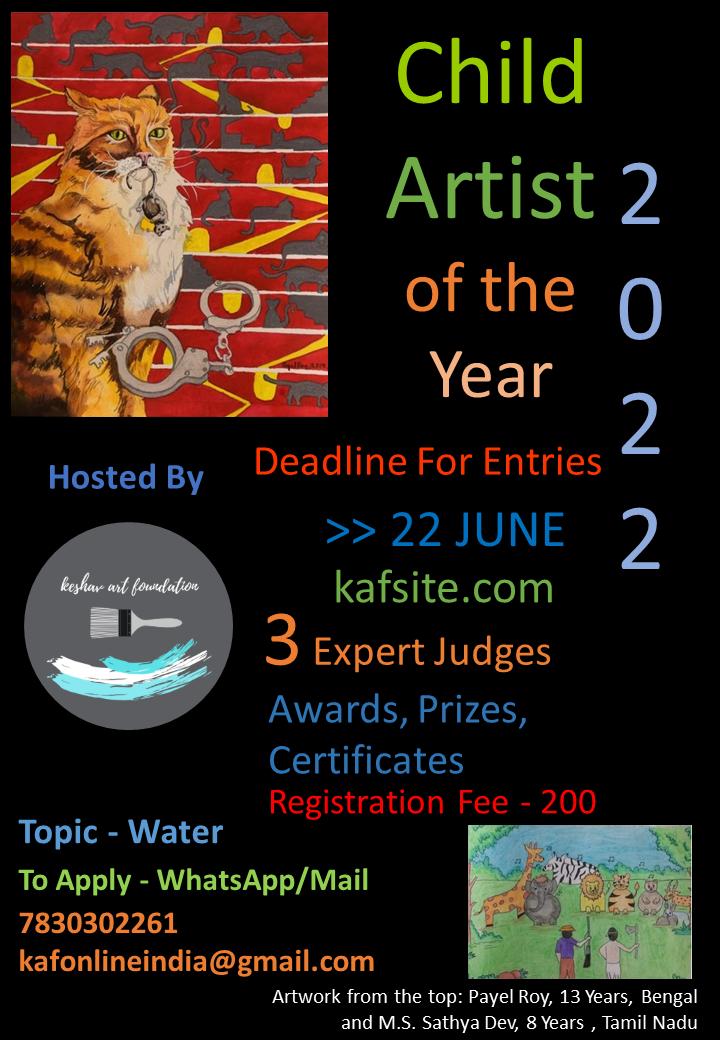 Child
Artist
of the
Year
2
0
2
2
Deadline For Entries
>> 22 JUNE
kafsite.com
Hosted By
keshav art foundation
3 Expert Judges
Awards, Prizes,
Certificates
Registration Fee - 200
Topic - Water
To Apply - WhatsApp/Mail
7830302261
kafonlineindia@gmail.com
Artwork from the top: Payel Roy, 13 Years, Bengal
and M.S. Sathya Dev, 8 Years , Tamil Nadu